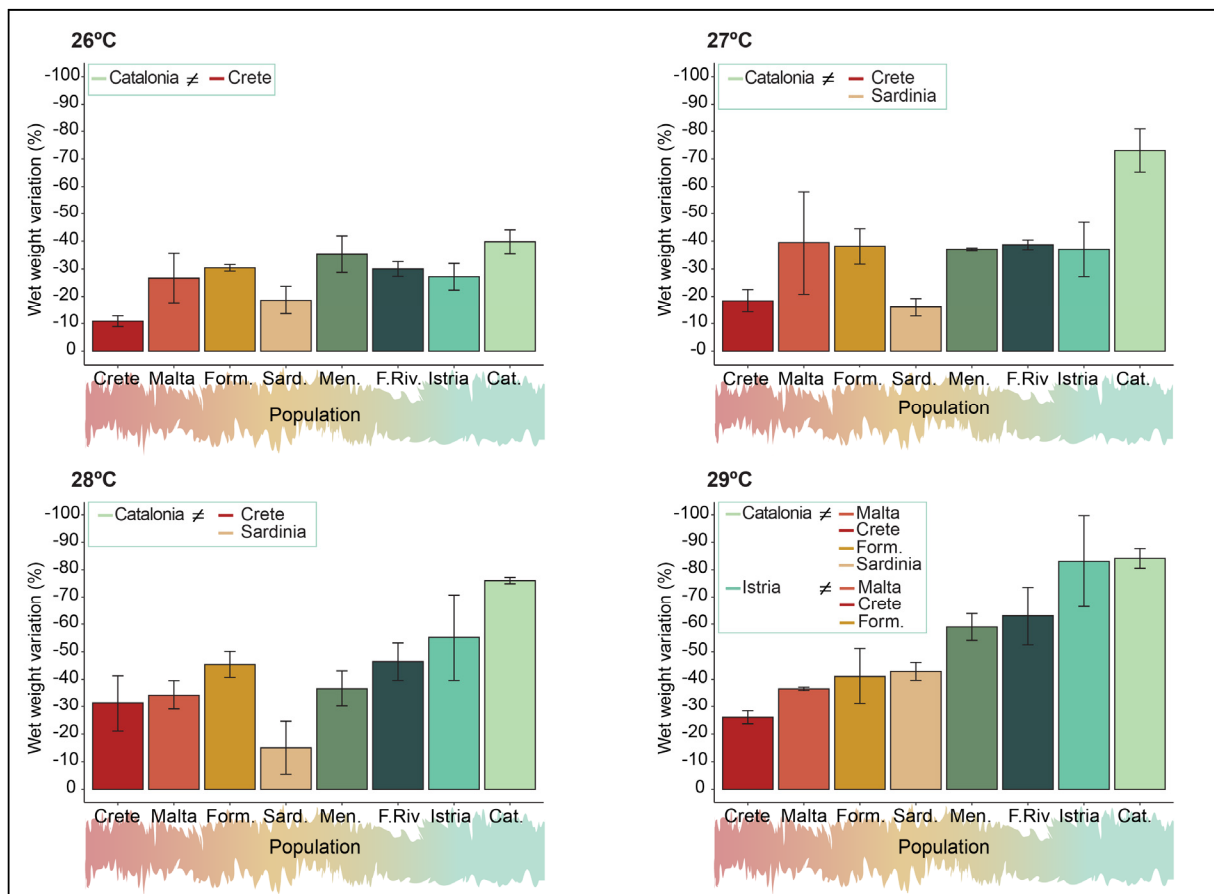 26ºC
Catalonia ≠ Crete
Wet weight variation (%)
-100
-90
-80
-70
-60
-50
-40
-30
-20
-10
0
Crete Malta Form. Sard. Men. F.Riv. Istria Cat.
Population
27ºC
Catalonia ≠ Crete
Sardinia
Wet weight variation (%)
-100
-90
-80
-70
-60
-50
-40
-30
-20
-10
-0
Crete Malta Form. Sard. Men. F.Riv Istria Cat.
Population
28ºC
Catalonia ≠ Crete
Sardinia
Wet weight variation (%)
-100
-90
-80
-70
-60
-50
-40
-30
-20
-10
0
Crete Malta Form. Sard. Men. F.Riv Istria Cat.
Population
29ºC
Catalonia ≠ Malta
Crete
Form.
Sardinia
Istria ≠ Malta
Crete
Form.
Wet weight variation (%)
-100
-90
-80
-70
-60
-50
-40
-30
-20
-10
0
Crete Malta Form. Sard. Men. F.Riv Istria Cat.
Population